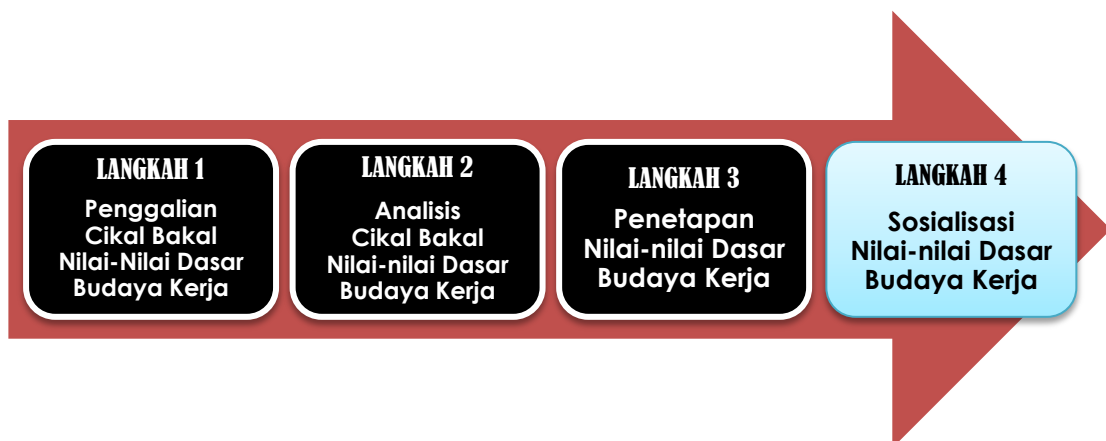 LANGKAH 1
Penggalian
Cikal Bakal
Nilai-Nilai Dasar
Budaya Kerja
LANGKAH 2
Analisis
Cikal Bakal
Nilai-nilai Dasar
Budaya Kerja
LANGKAH 3
Penetapan
Nilai-nilai Dasar
Budaya Kerja
LANGKAH 4
Sosialisasi
Nilai-nilai Dasar
Budaya Kerja